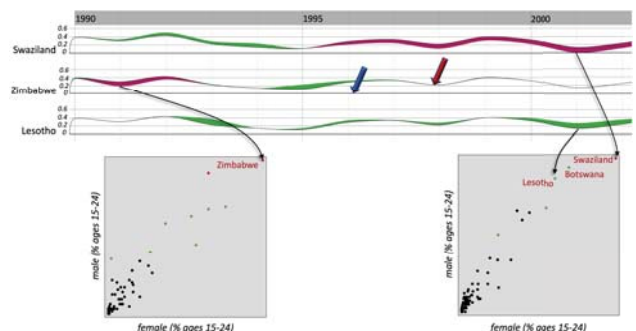 1990 1995 2000
Swaziland 0.6 0.4 0.2 0
Zimbabwe 0.6 0.4 0.2 0
Lesotho 0.6 0.4 0.2 0
Zimbabwe
male (% ages 15-24)
female (% ages 15-24)
Swaziland
Botswana
Lesotho
male (% ages 15-24)
female (% ages 15-24)